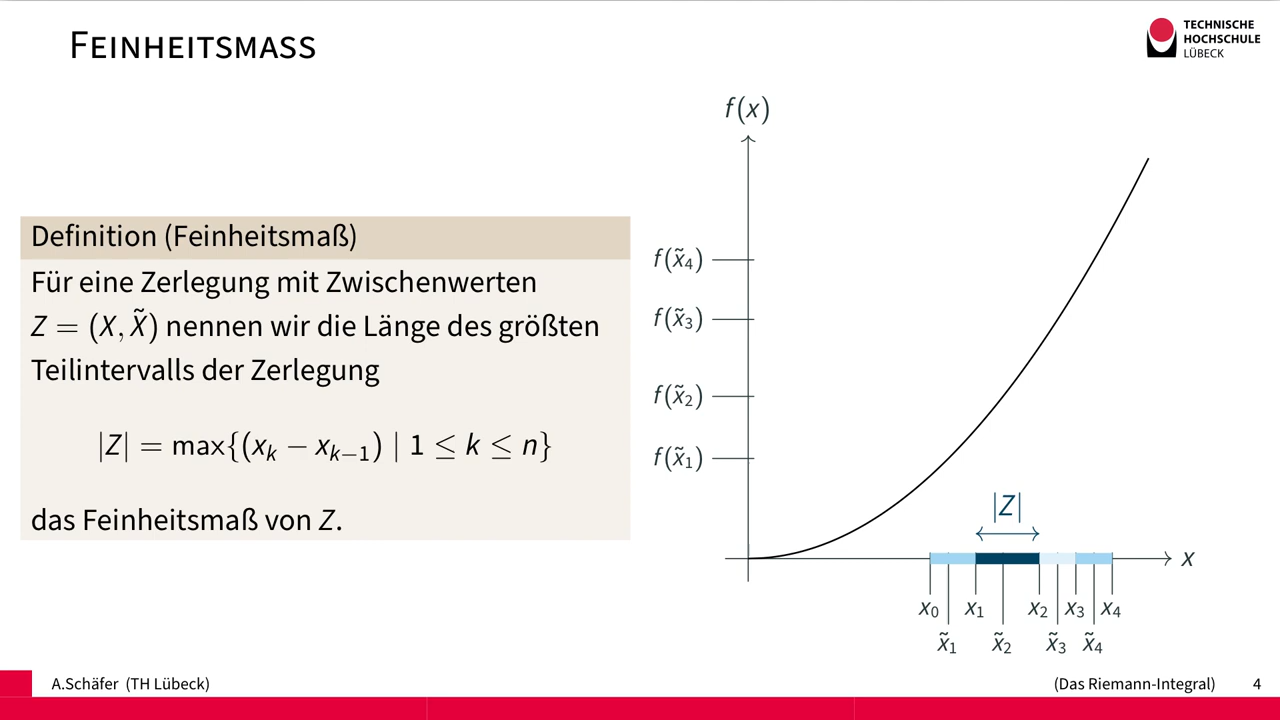 FEINHEITSMASS
TECHNISCHE
HOCHSCHULE
LÜBECK
Definition (Feinheitsmaß)
Für eine Zerlegung mit Zwischenwerten
Z = (X, X̃) nennen wir die Länge des größten
Teilintervalls der Zerlegung
|Z| = max{(xₖ − xₖ₋₁) | 1 ≤ k ≤ n}
das Feinheitsmaß von Z.
f(x)
f(x̃₄)
f(x̃₃)
f(x̃₂)
f(x̃₁)
|Z|
x
x₀ x₁ x₂ x₃ x₄
x̃₁ x̃₂ x̃₃ x̃₄
A.Schäfer (TH Lübeck)
(Das Riemann-Integral) 4